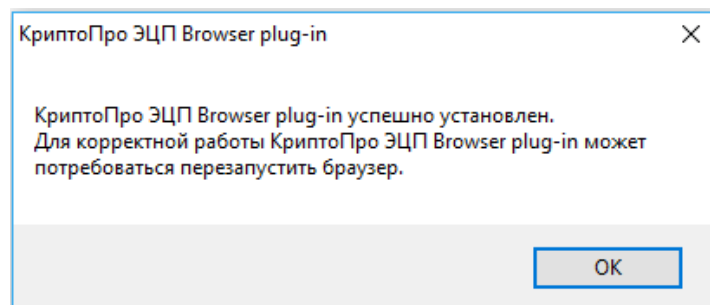 КриптоПро ЭЦП Browser plug-in
КриптоПро ЭЦП Browser plug-in успешно установлен.
Для корректной работы КриптоПро ЭЦП Browser plug-in может
потребоваться перезапустить браузер.
ОК